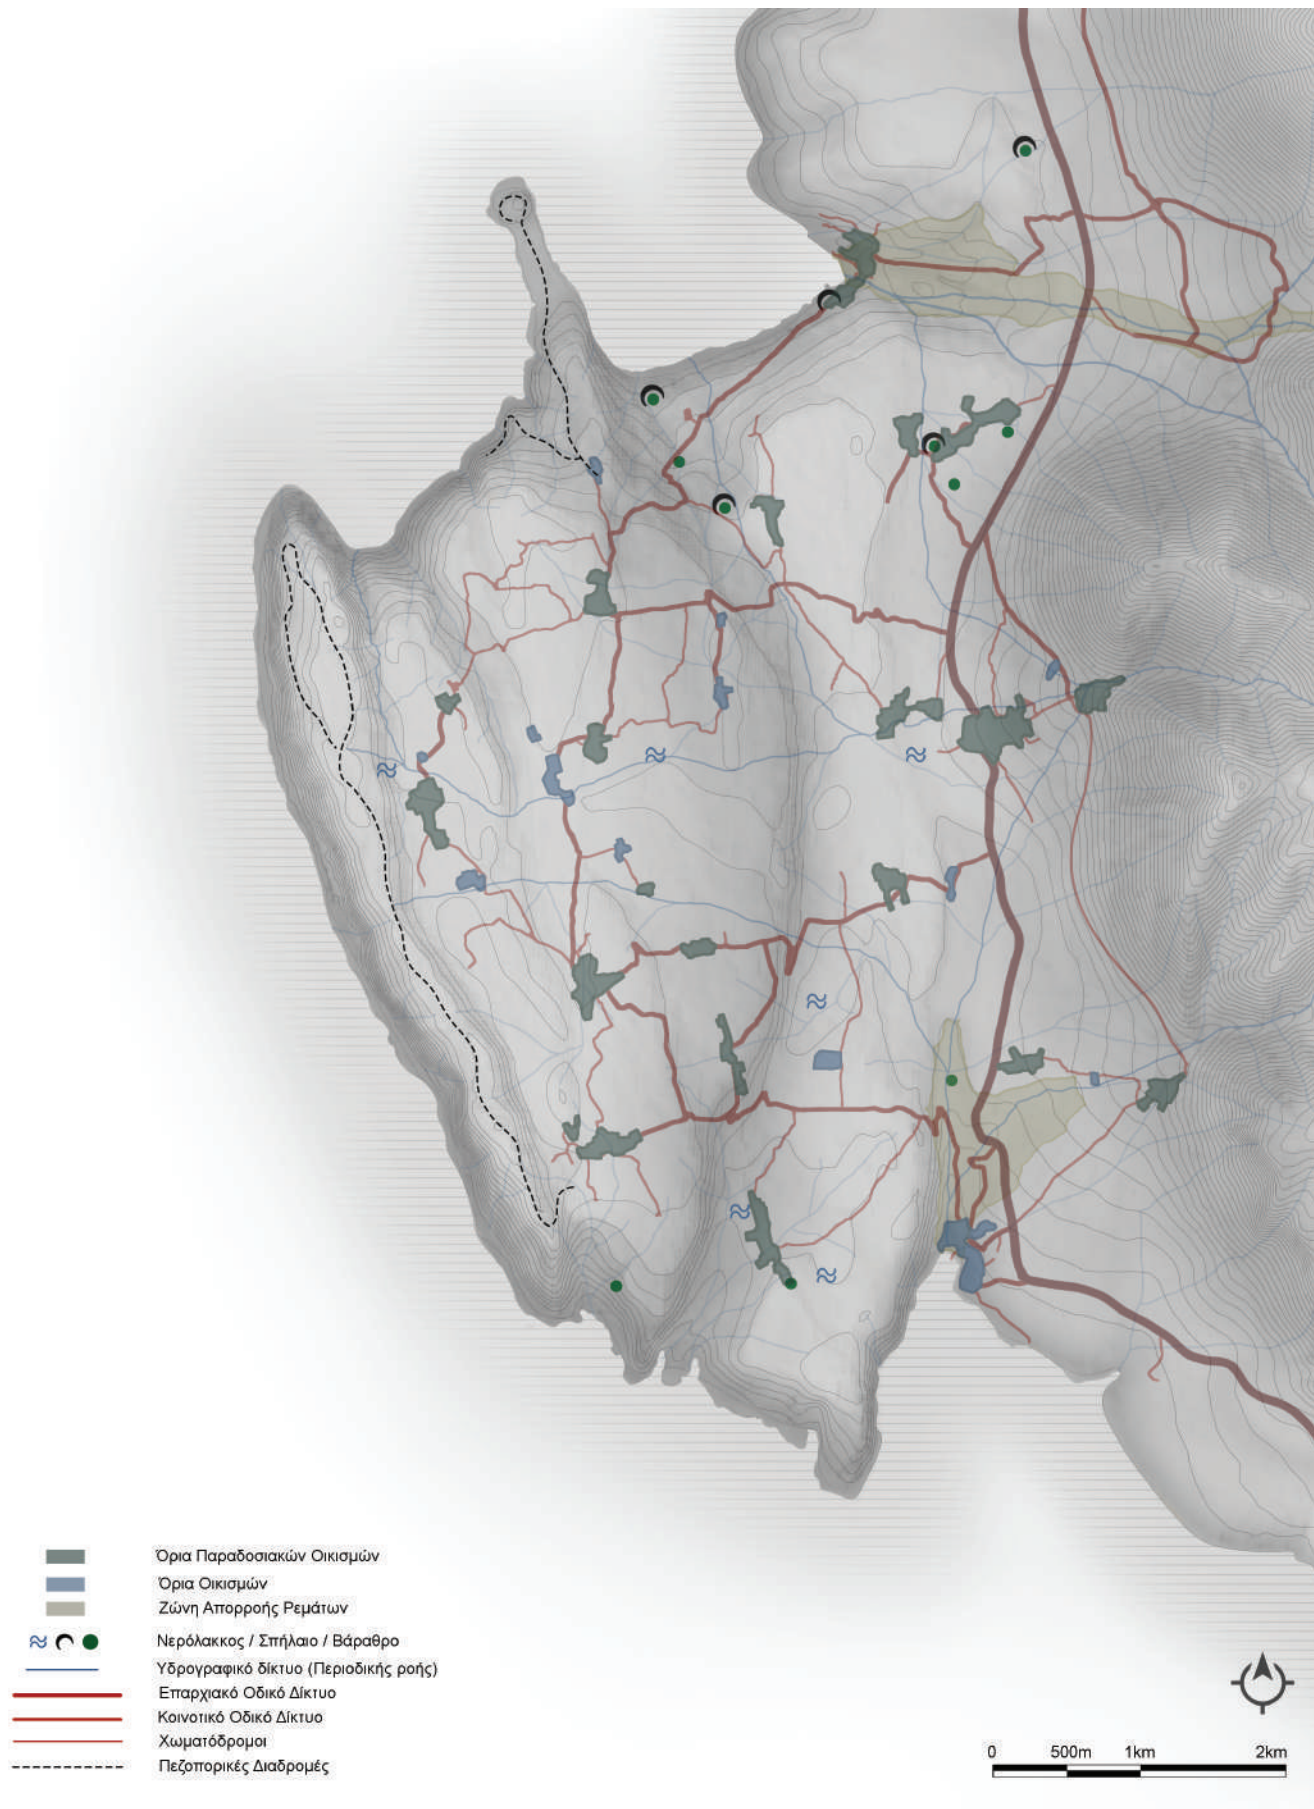 Όρια Παραδοσιακών Οικισμών
Όρια Οικισμών
Ζώνη Απορροής Ρεμάτων
Νερόλακκος / Σπήλαιο / Βάραθρο
Υδρογραφικό δίκτυο (Περιοδικής ροής)
Επαρχιακό Οδικό Δίκτυο
Κοινοτικό Οδικό Δίκτυο
Χωματόδρομοι
Πεζοπορικές Διαδρομές
0 500m 1km 2km